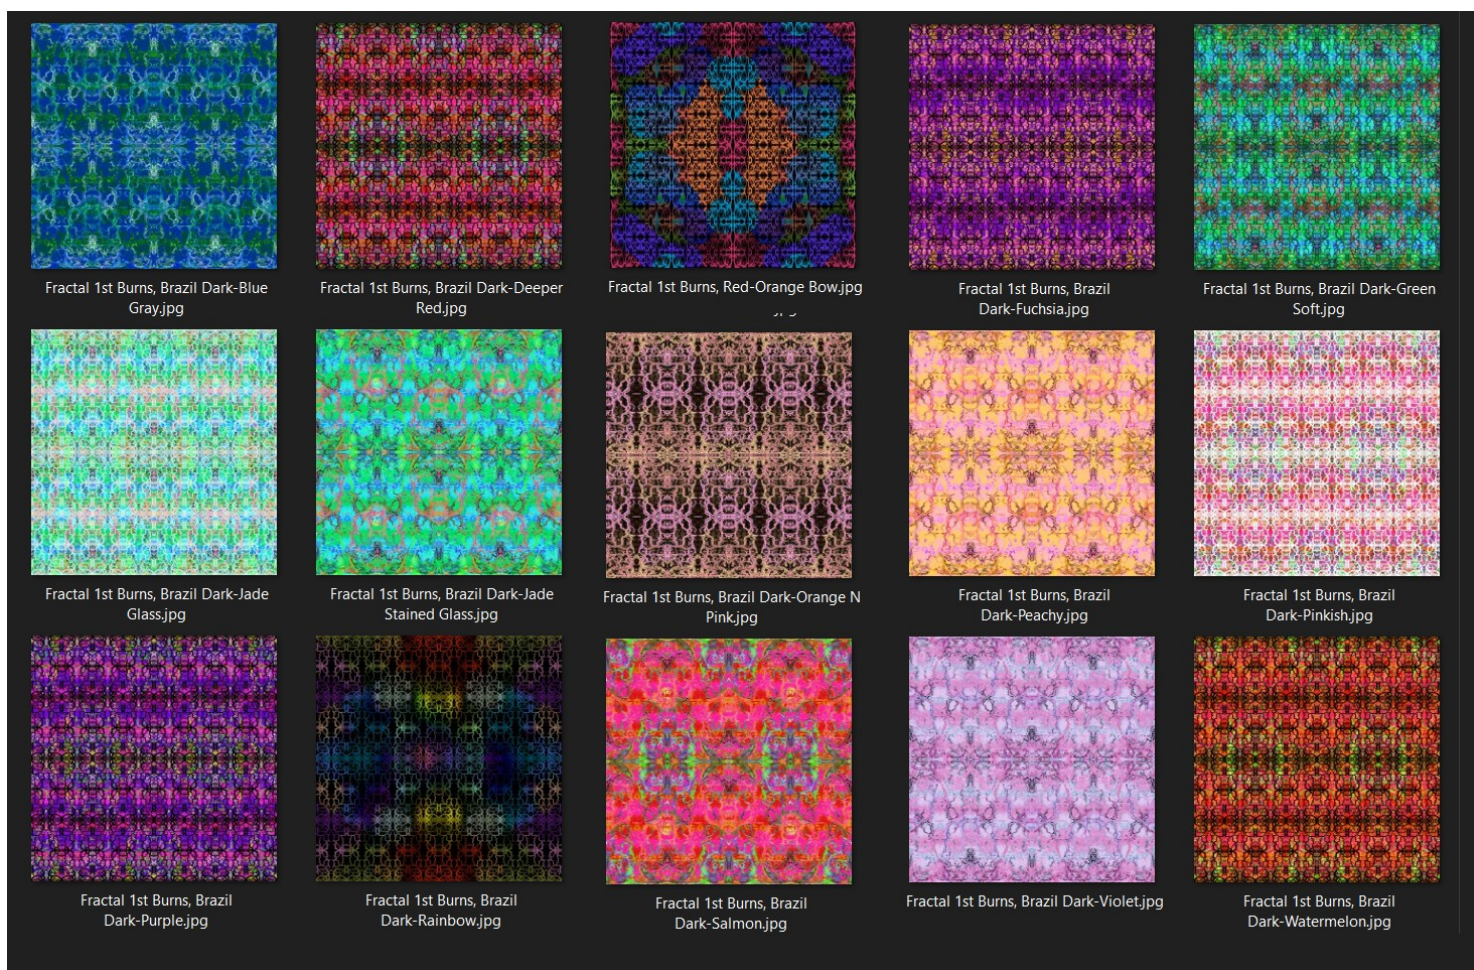 Fractal 1st Burns, Brazil Dark-Blue
Gray.jpg
Fractal 1st Burns, Brazil Dark-Deeper
Red.jpg
Fractal 1st Burns, Red-Orange Bow.jpg
Fractal 1st Burns, Brazil
Dark-Fuchsia.jpg
Fractal 1st Burns, Brazil Dark-Green
Soft.jpg
Fractal 1st Burns, Brazil Dark-Jade
Glass.jpg
Fractal 1st Burns, Brazil Dark-Jade
Stained Glass.jpg
Fractal 1st Burns, Brazil Dark-Orange N
Pink.jpg
Fractal 1st Burns, Brazil
Dark-Peachy.jpg
Fractal 1st Burns, Brazil
Dark-Pinkish.jpg
Fractal 1st Burns, Brazil
Dark-Purple.jpg
Fractal 1st Burns, Brazil
Dark-Rainbow.jpg
Fractal 1st Burns, Brazil
Dark-Salmon.jpg
Fractal 1st Burns, Brazil Dark-Violet.jpg
Fractal 1st Burns, Brazil
Dark-Watermelon.jpg